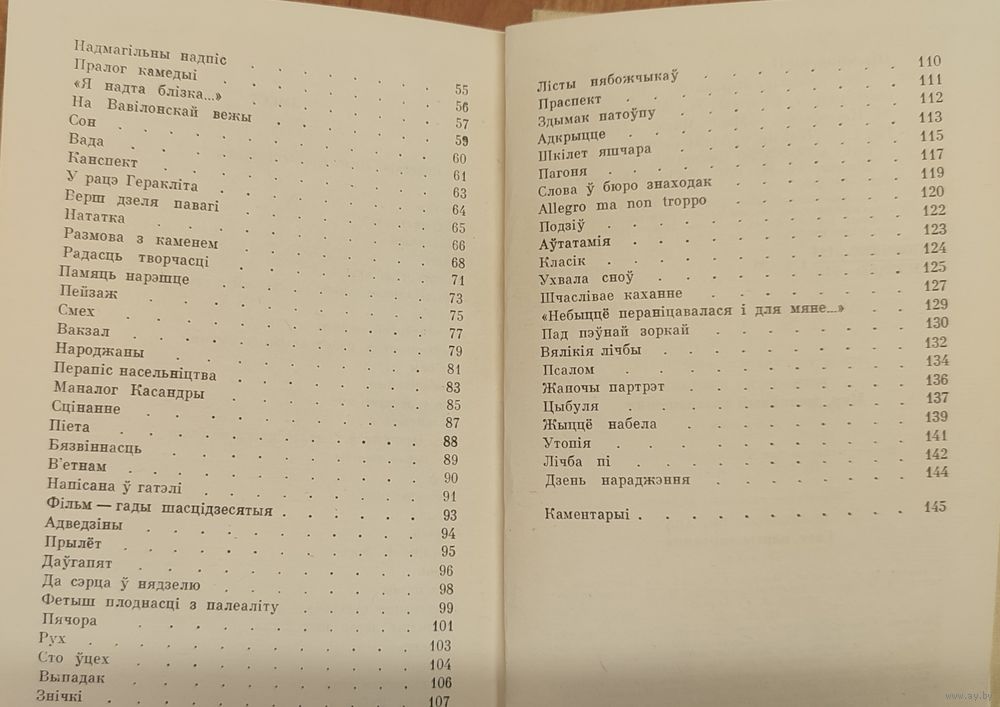 Надмагільны надпіс . . . . . . 55
Пралог камедыі . . . . . . 56
«Я надта блізка...» . . . . . . 57
На Вавілонскай вежы . . . . . . 59
Сон . . . . . . 60
Вада . . . . . . 61
Канспект . . . . . . 63
У рацэ Геракліта . . . . . . 64
Верш дзеля павагі . . . . . . 65
Нататка . . . . . . 66
Размова з каменем . . . . . . 68
Радасць творчасці . . . . . . 71
Памяць нарэшце . . . . . . 73
Пейзаж . . . . . . 75
Смех . . . . . . 77
Вакзал . . . . . . 79
Народжаны . . . . . . 81
Перапіс насельніцтва . . . . . . 83
Маналог Касандры . . . . . . 85
Сцінанне . . . . . . 87
Піета . . . . . . 88
Бязвіннасць . . . . . . 89
В'етнам . . . . . . 90
Напісана ў гатэлі . . . . . . 91
Фільм — гады шасцідзесятыя . . . . . . 93
Адведзіны . . . . . . 94
Прылёт . . . . . . 95
Даўгапят . . . . . . 96
Да сэрца ў нядзелю . . . . . . 98
Фетыш плоднасці з палеаліту . . . . . 99
Пячора . . . . . . 101
Рух . . . . . . 103
Сто ўцех . . . . . . 104
Выпадак . . . . . . 106
Знічкі . . . . . . 107
Лісты нябожчыкаў . . . . . . 110
Праспект . . . . . . 111
Здымак натоўпу . . . . . . 112
Адкрыцце . . . . . . 113
Шкілет яшчара . . . . . . 115
Пагоня . . . . . . 117
Слова ў бюро знаходак . . . . . . 119
Allegro ma non troppo . . . . . . 120
Подзіў . . . . . . 122
Аўтатамія . . . . . . 123
Класік . . . . . . 124
Ухвала сноў . . . . . . 125
Шчаслівае каханне . . . . . . 127
«Небыццё пераніцавалася і для мяне...» . . 129
Пад пэўнай зоркай . . . . . . 130
Вялікія лічбы . . . . . . 132
Псалом . . . . . . 134
Жаночы партрэт . . . . . . 136
Цыбуля . . . . . . 137
Жыццё набела . . . . . . 139
Утопія . . . . . . 141
Лічба пі . . . . . . 142
Дзень нараджэння . . . . . . 144
Каментарыі . . . . . . 145
www.ay.by